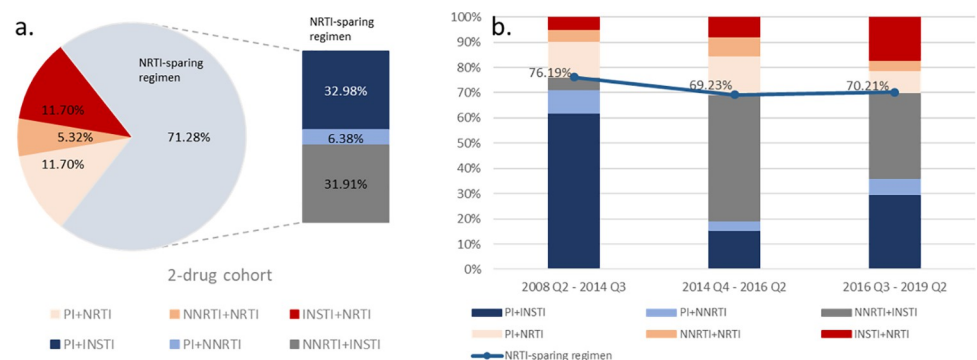 a.
NRTI-sparing
regimen
NRTI-sparing
regimen
11.70%
5.32%
11.70%
71.28%
32.98%
6.38%
31.91%
2-drug cohort
PI+NRTI
NNRTI+NRTI
INSTI+NRTI
PI+INSTI
PI+NNRTI
NNRTI+INSTI
b.
100%
90%
80%
70%
60%
50%
40%
30%
20%
10%
0%
76.19%
69.23%
70.21%
2008 Q2 - 2014 Q3
2014 Q4 - 2016 Q2
2016 Q3 - 2019 Q2
PI+INSTI
PI+NNRTI
NNRTI+INSTI
PI+NRTI
NNRTI+NRTI
INSTI+NRTI
NRTI-sparing regimen